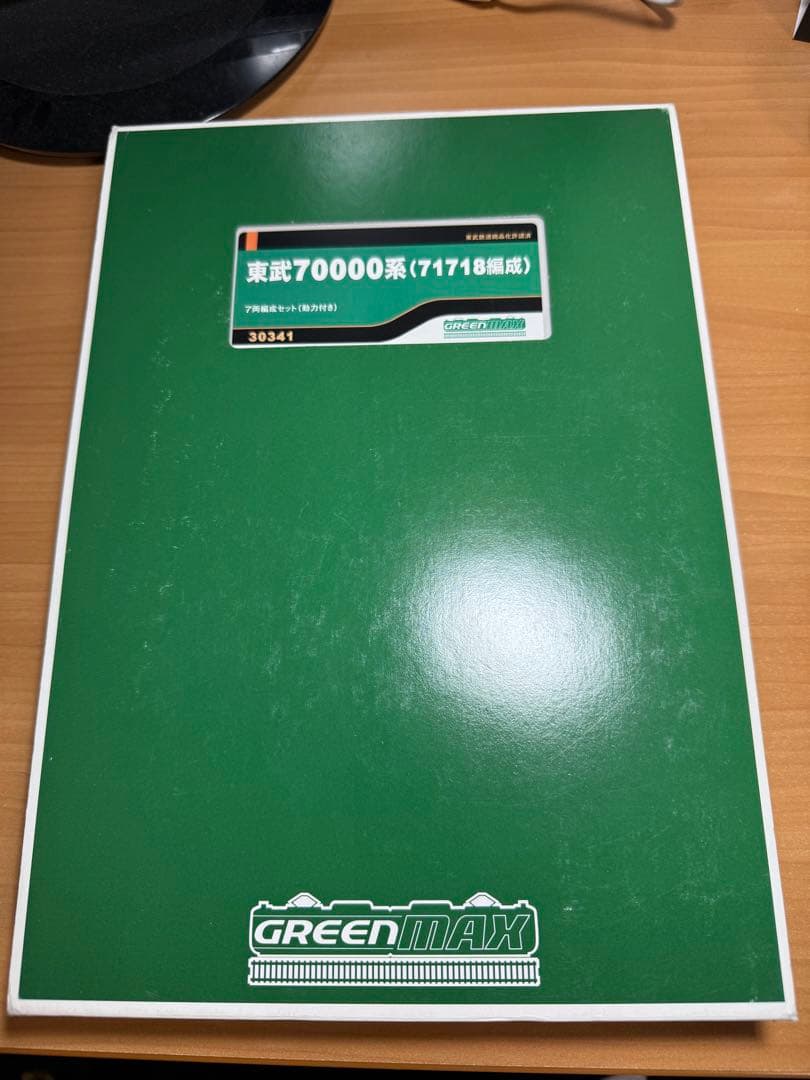 東武鉄道商品化許諾済
東武70000系(71718編成)
7両編成セット(動力付き)
30341
GREENMAX
GREENMAX